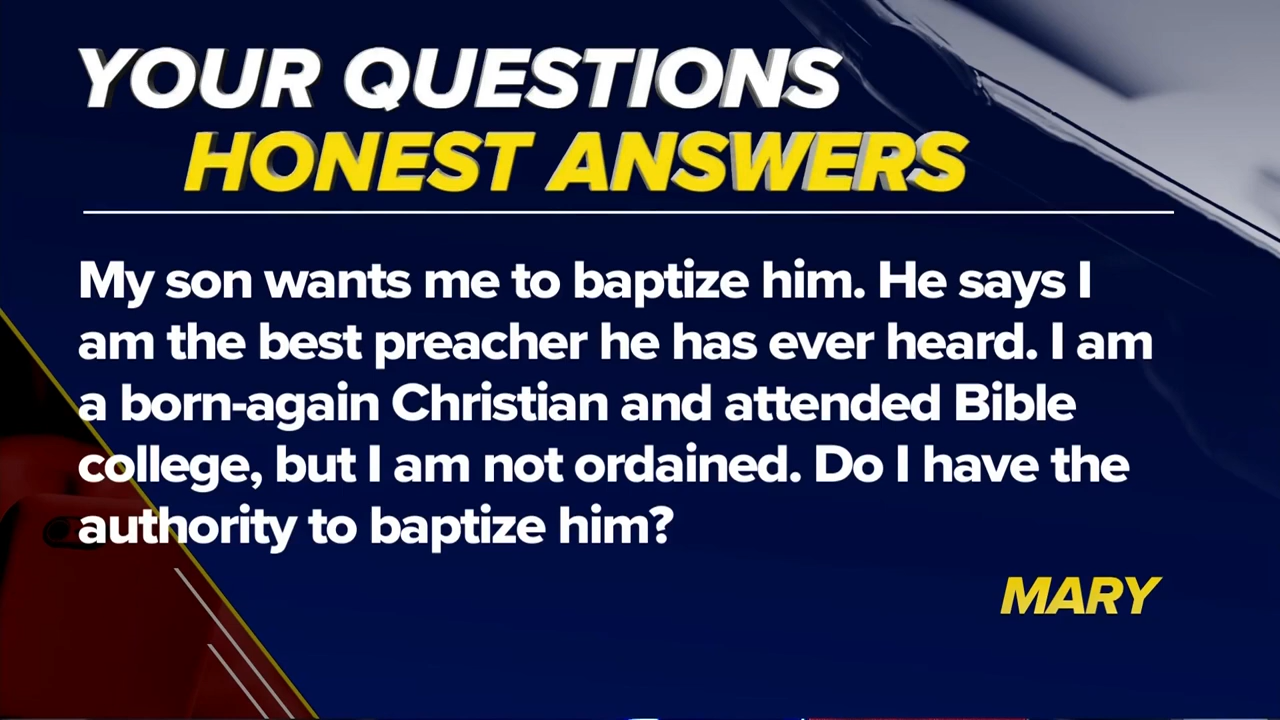 YOUR QUESTIONS
HONEST ANSWERS
My son wants me to baptize him. He says I
am the best preacher he has ever heard. I am
a born-again Christian and attended Bible
college, but I am not ordained. Do I have the
authority to baptize him?
MARY